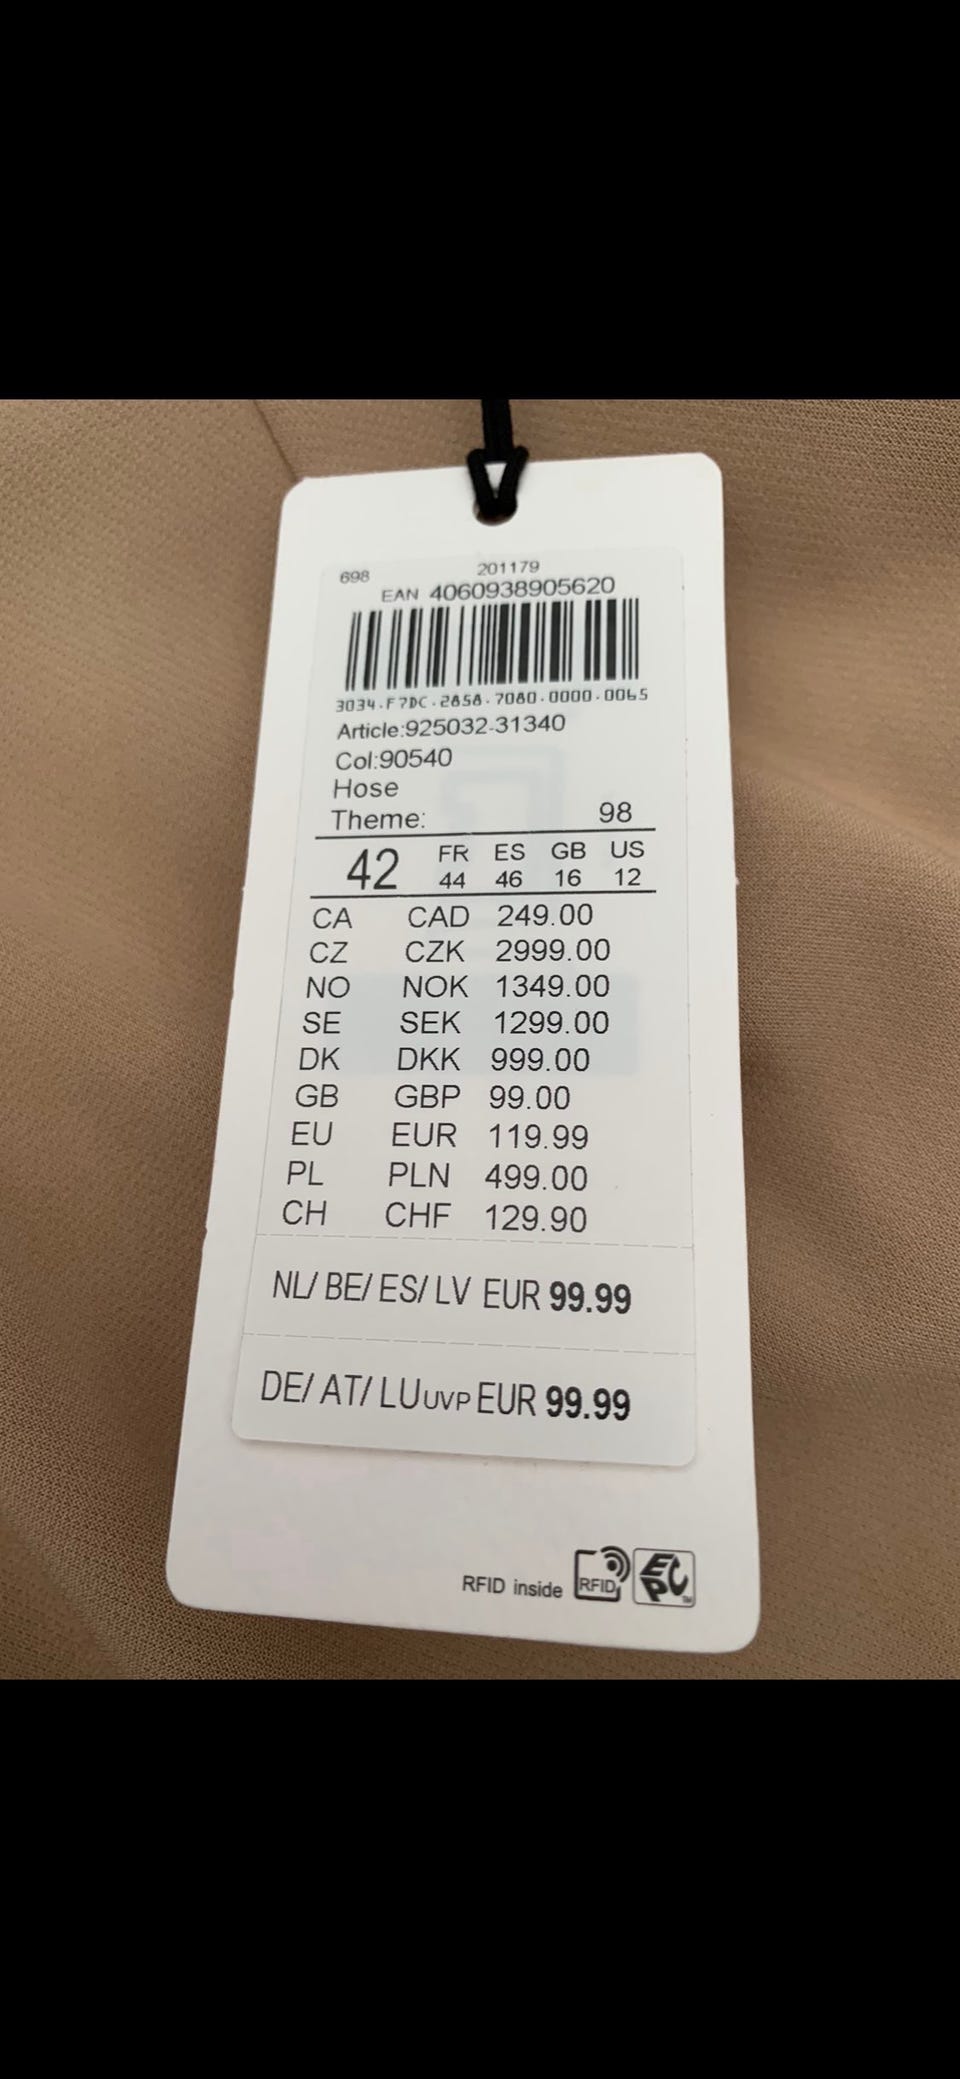 698 201179
EAN 4060938905620
3034.F7DC.2858.7080.0000.0065
Article:925032-31340
Col:90540
Hose
Theme: 98
42 FR ES GB US
44 46 16 12
CA CAD 249.00
CZ CZK 2999.00
NO NOK 1349.00
SE SEK 1299.00
DK DKK 999.00
GB GBP 99.00
EU EUR 119.99
PL PLN 499.00
CH CHF 129.90
NL/ BE/ ES/ LV EUR 99.99
DE/ AT/ LU UVP EUR 99.99
RFID inside RFID EPC TM